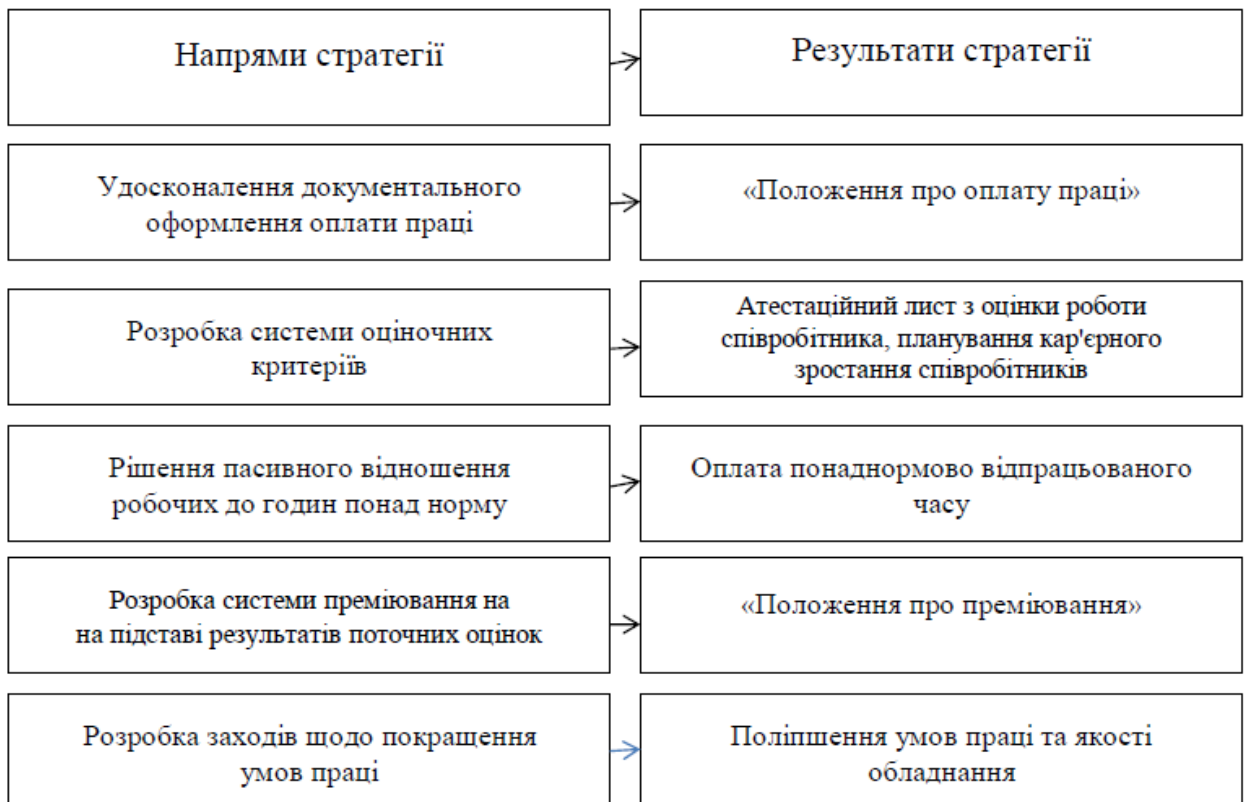 Напрями стратегії
Результати стратегії
Удосконалення документального
оформлення оплати праці
«Положення про оплату праці»
Розробка системи оціночних
критеріїв
Атестаційний лист з оцінки роботи
співробітника, планування кар'єрного
зростання співробітників
Рішення пасивного відношення
робочих до годин понад норму
Оплата понаднормово відпрацьованого
часу
Розробка системи преміювання на
на підставі результатів поточних оцінок
«Положення про преміювання»
Розробка заходів щодо покращення
умов праці
Поліпшення умов праці та якості
обладнання